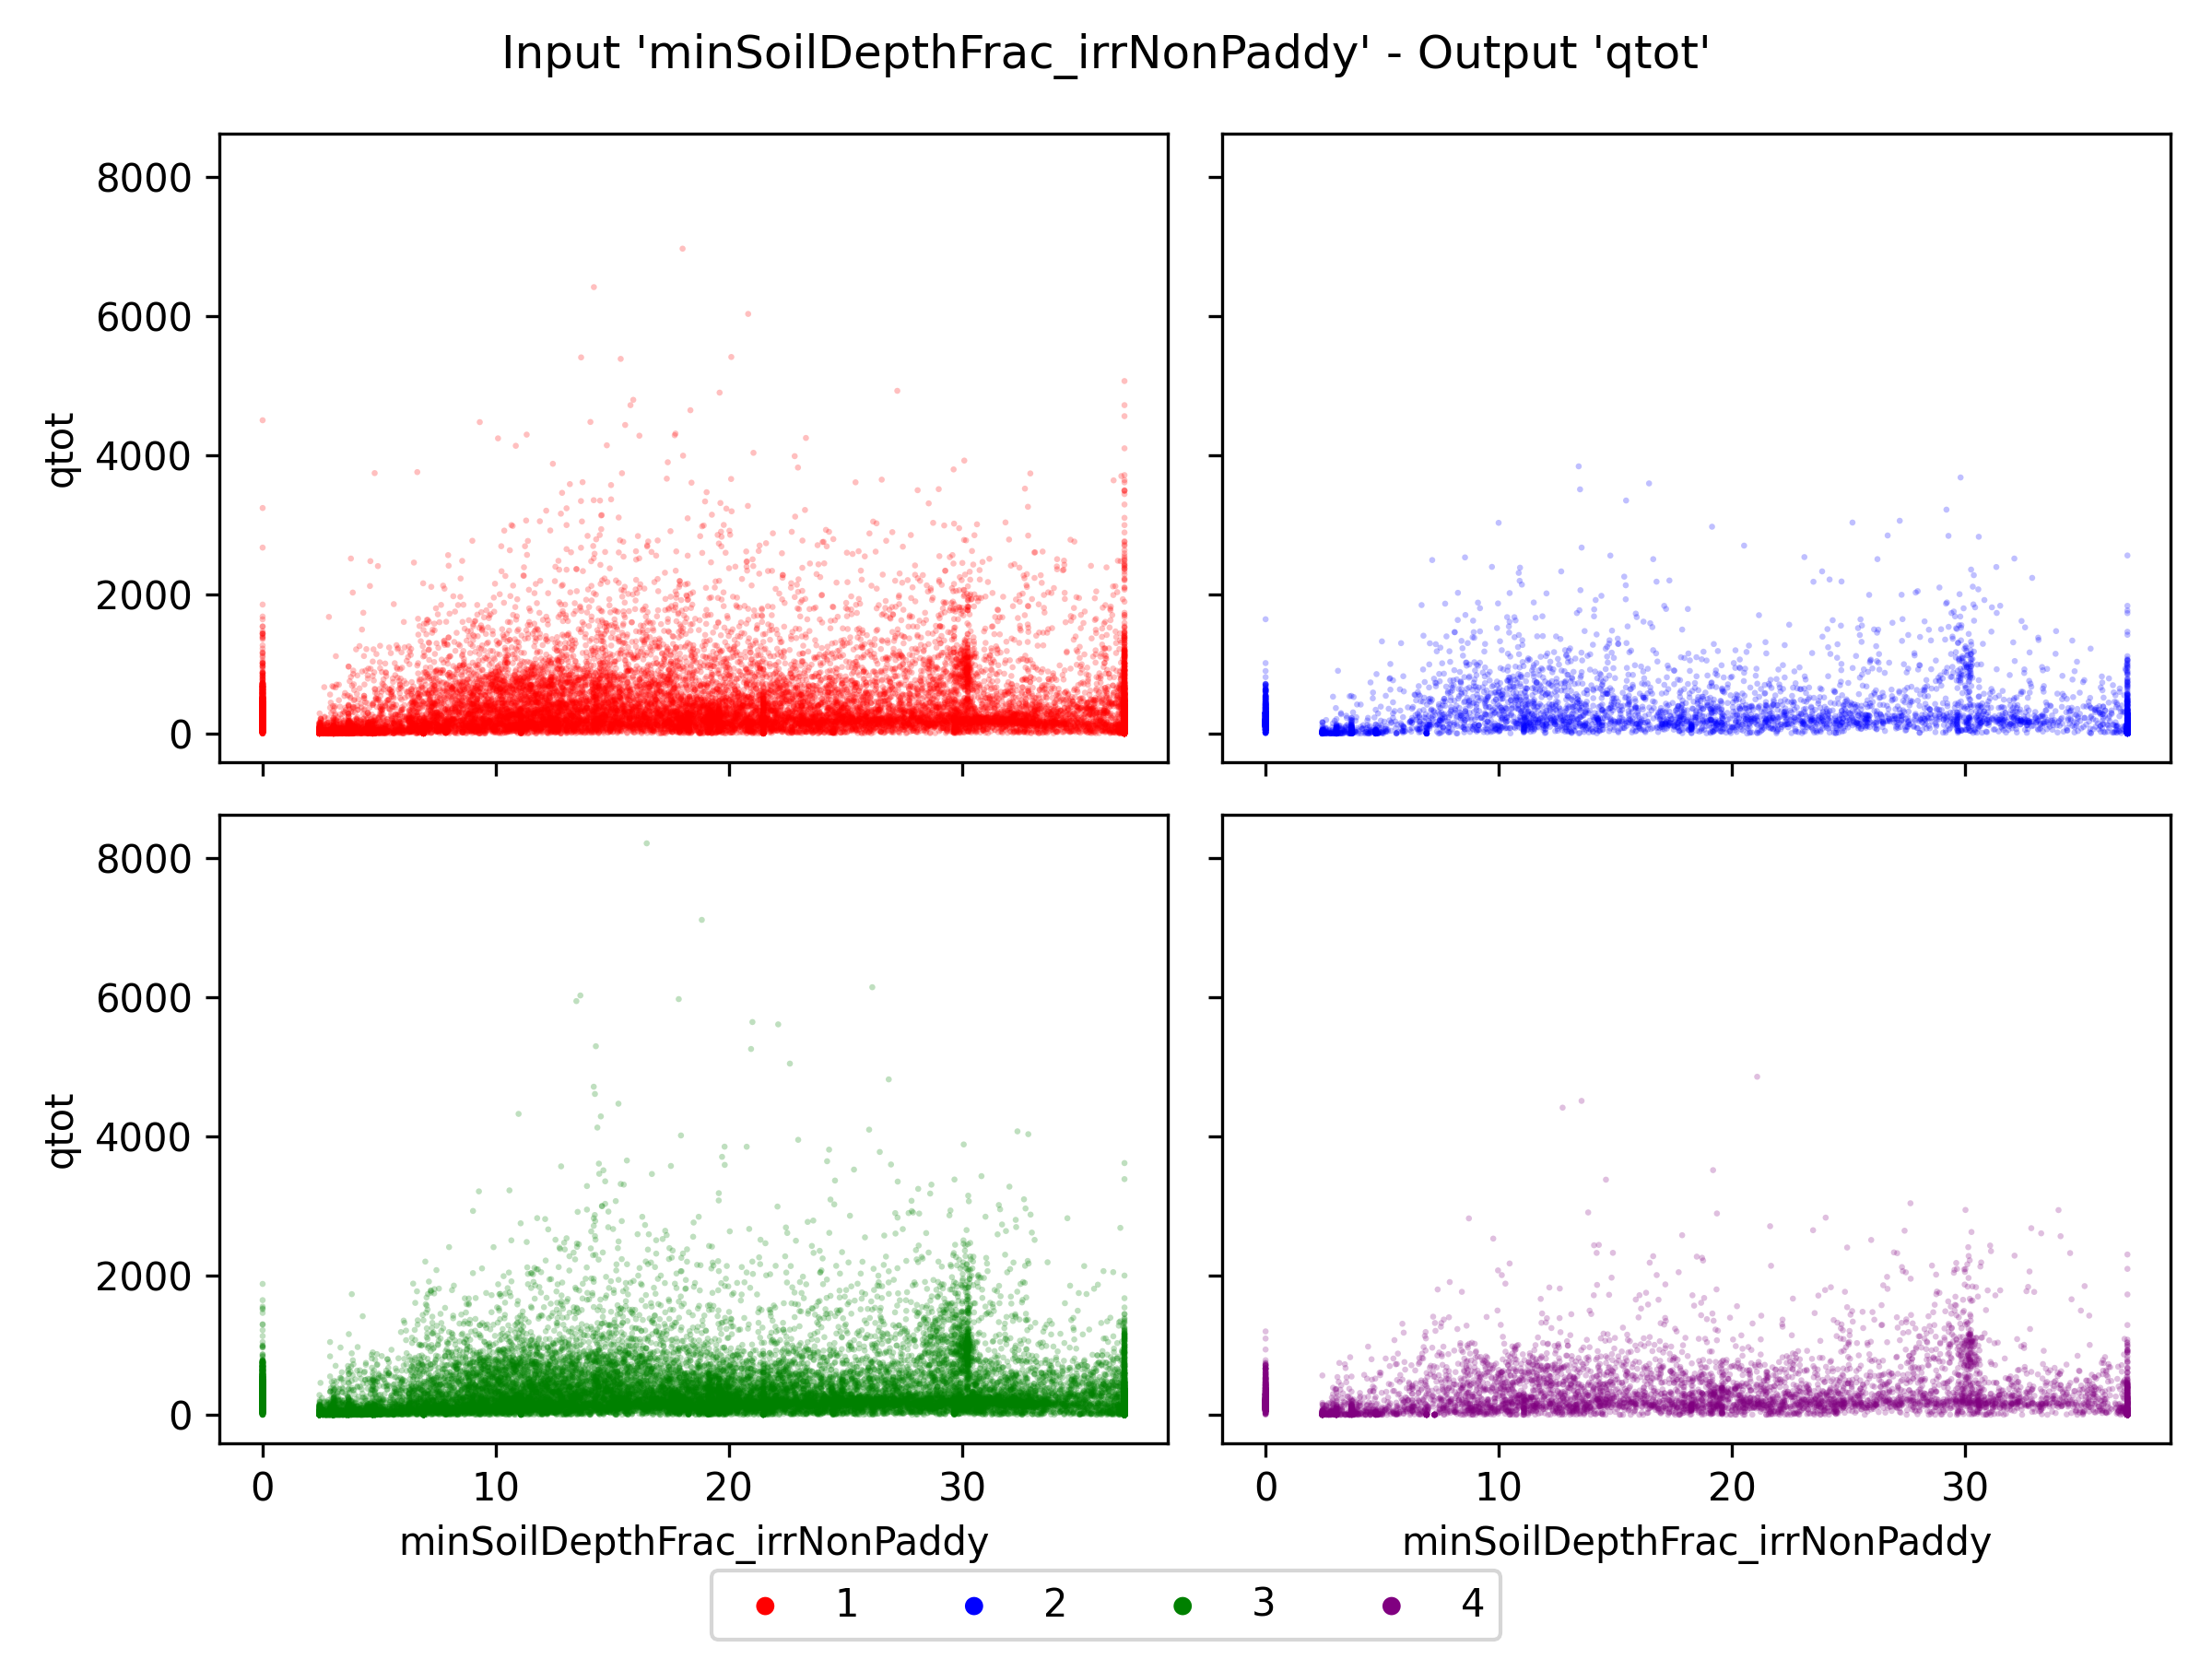 Input 'minSoilDepthFrac_irrNonPaddy' - Output 'qtot'
8000
6000
4000
2000
0
qtot
8000
6000
4000
2000
0
qtot
0 10 20 30
0 10 20 30
minSoilDepthFrac_irrNonPaddy
minSoilDepthFrac_irrNonPaddy
1 2 3 4